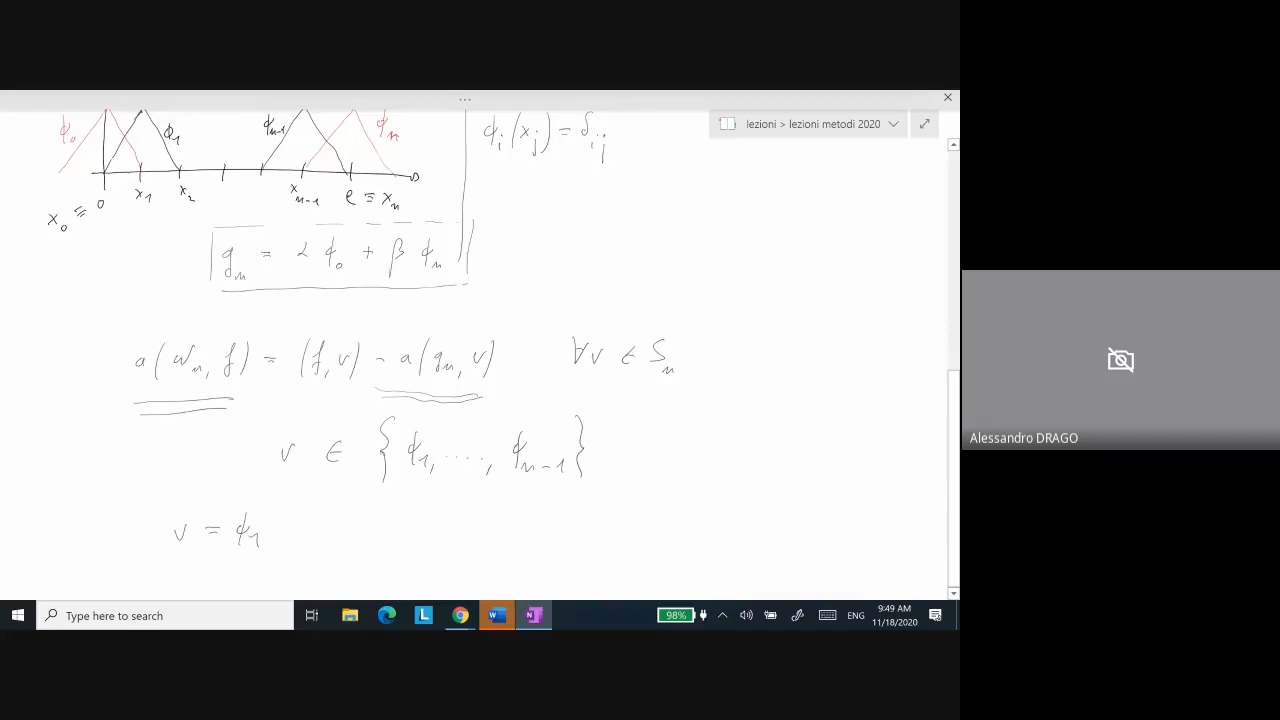 lezioni > lezioni metodi 2020
ϕ₀ ϕ₁ ϕₙ₋₁ ϕₙ
ϕᵢ(xⱼ) = δᵢⱼ
x₀ ≡ 0 x₁ x₂ xₙ₋₁ ℓ ≡ xₙ
gₙ = α ϕ₀ + β ϕₙ
a(wₙ, f) = (f, v) - a(gₙ, v) ∀v ∈ Sₙ
v ∈ {ϕ₁, ...., ϕₙ₋₁}
v = ϕ₁
Alessandro DRAGO
Type here to search
98%
ENG
9:49 AM
11/18/2020